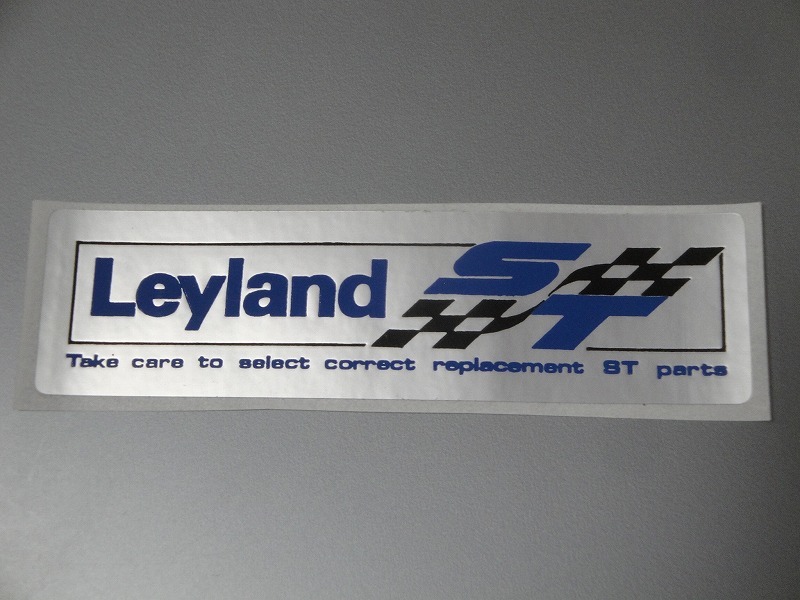 Leyland ST
Take care to select correct replacement ST parts